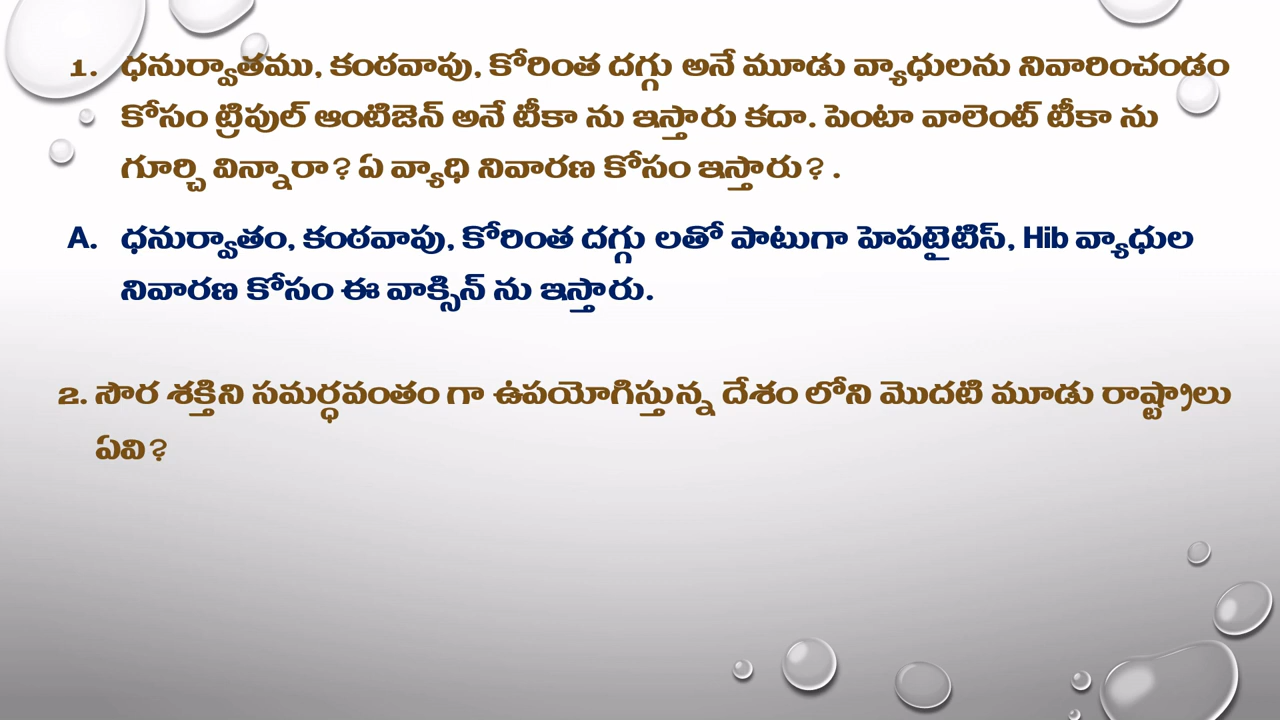 1. ధనుర్వాతము, కంఠవాపు, కోరింత దగ్గు అనే మూడు వ్యాధులను నివారించండం
కోసం ట్రిపుల్ ఆంటిజెన్ అనే టీకా ను ఇస్తారు కదా. పెంటా వాలెంట్ టీకా ను
గూర్చి విన్నారా? ఏ వ్యాధి నివారణ కోసం ఇస్తారు? .
A. ధనుర్వాతం, కంఠవాపు, కోరింత దగ్గు లతో పాటుగా హెపటైటిస్, Hib వ్యాధుల
నివారణ కోసం ఈ వాక్సిన్ ను ఇస్తారు.
2. సౌర శక్తిని సమర్ధవంతం గా ఉపయోగిస్తున్న దేశం లోని మొదటి మూడు రాష్ట్రాలు
ఏవి?